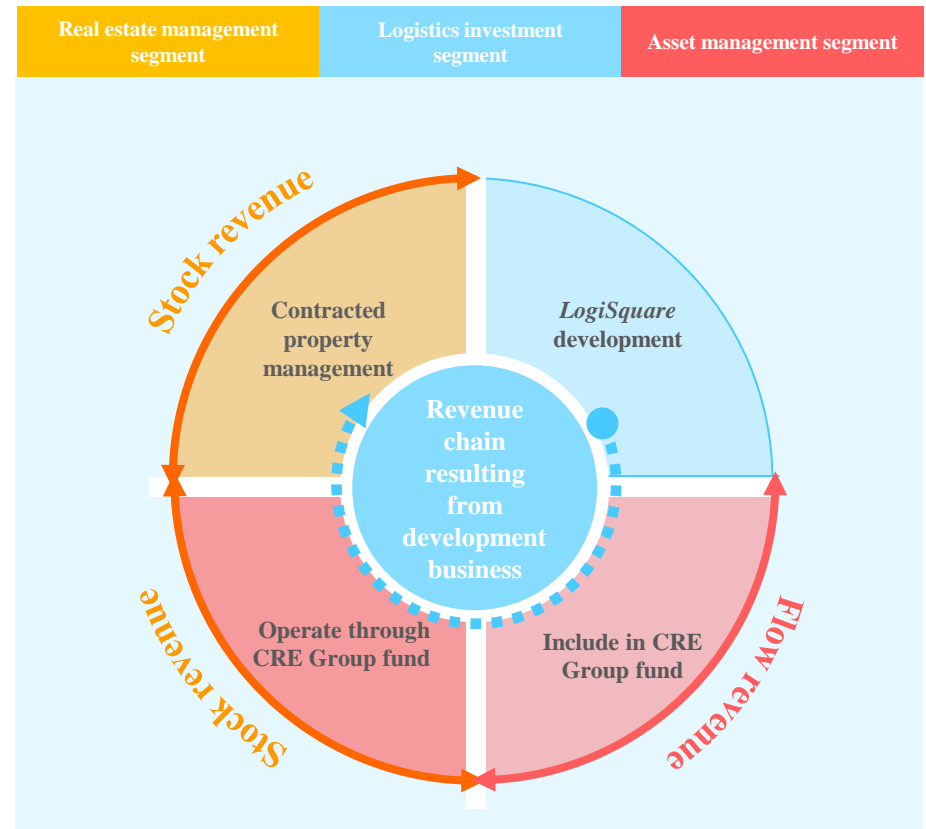 Real estate management
segment
Logistics investment
segment
Asset management segment
Stock revenue
Contracted
property
management
LogiSquare
development
Revenue
chain
resulting
from
development
business
Operate through
CRE Group fund
Include in CRE
Group fund
Stock revenue
Flow revenue